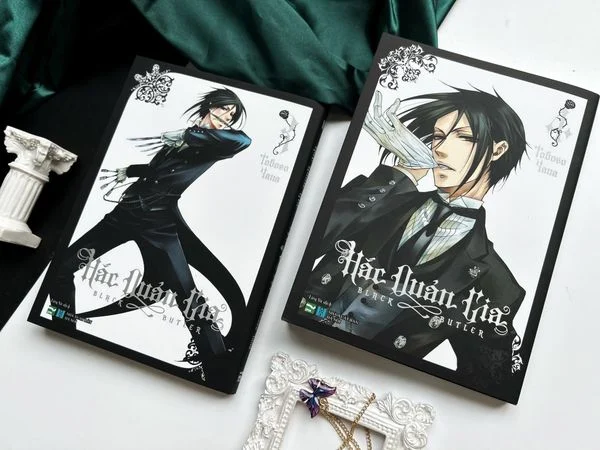 Toboso
Yana
Hắc Quản Gia
BLACK BUTLER
Toboso
Yana
Hắc Quản Gia
BLACK BUTLER